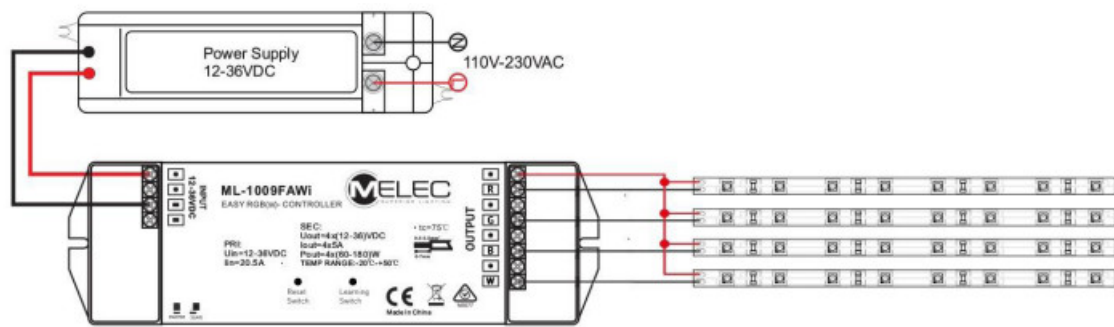 Power Supply
12-36VDC
N
110V-230VAC
L
INPUT
12-36VDC
ML-1009FAWi
EASY RGB(W)- CONTROLLER
MELEC
SUPERIOR LIGHTING
PRI:
Uin=12-36VDC
Iin=20.5A
SEC:
Uout=4x(12-36)VDC
Iout=4x5A
Pout=4x(60-180)W
TEMP RANGE:-20℃-+50℃
• tc=75℃
Reset
Switch
Learning
Switch
CE
Made in China
OUTPUT
R
G
B
W